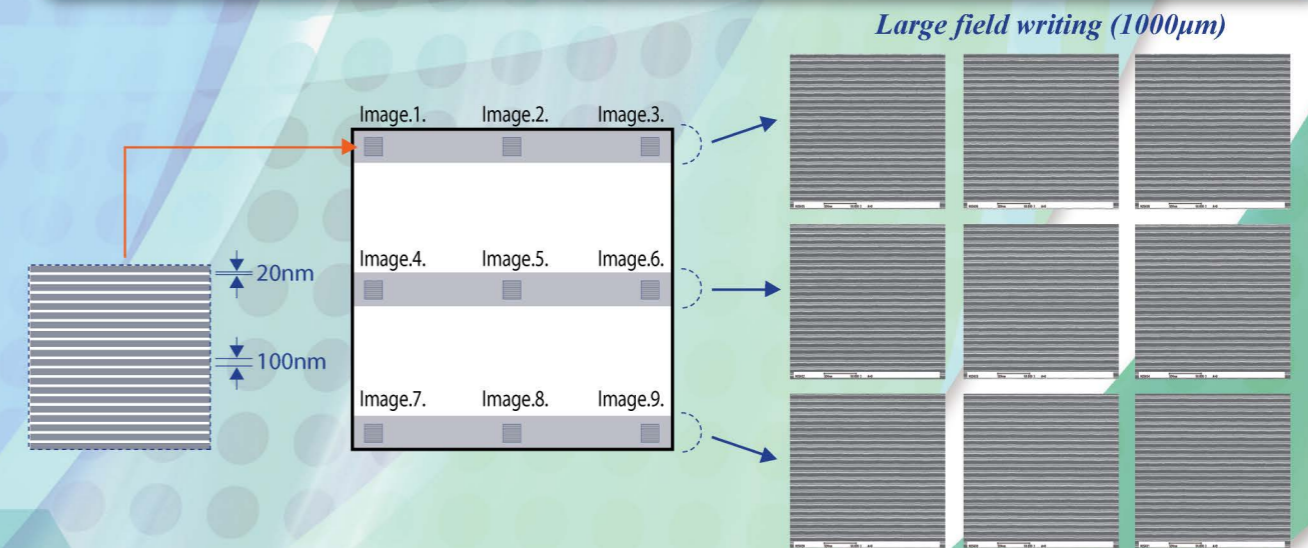 Large field writing (1000μm)
Image.1. Image.2. Image.3.
Image.4. Image.5. Image.6.
20nm
100nm
Image.7. Image.8. Image.9.